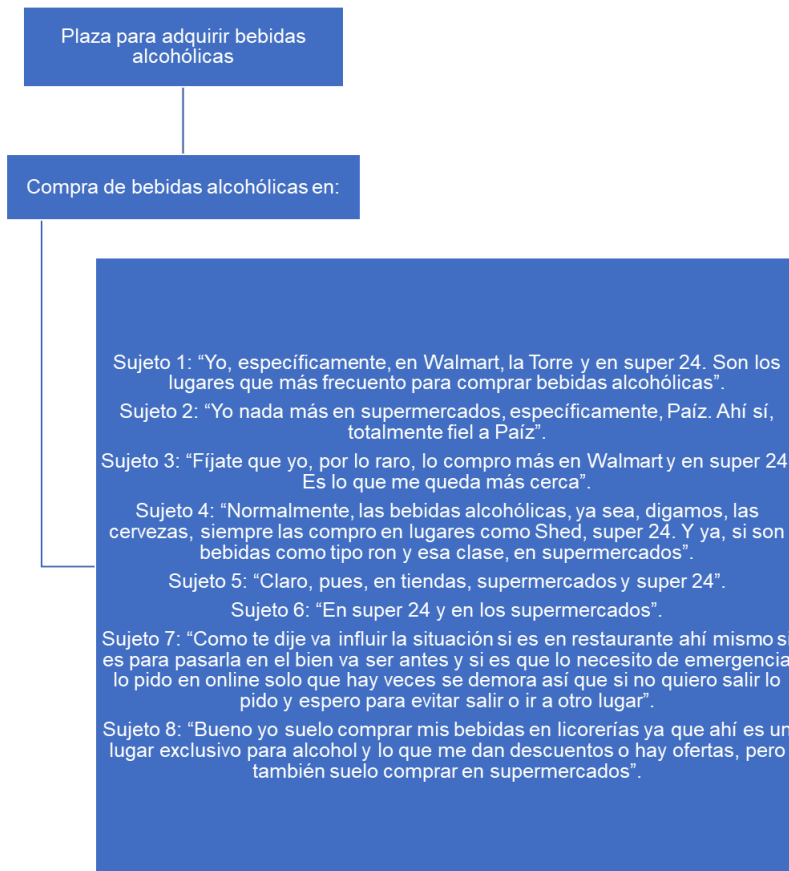 Plaza para adquirir bebidas
alcohólicas
Compra de bebidas alcohólicas en:
Sujeto 1: “Yo, específicamente, en Walmart, la Torre y en super 24. Son los
lugares que más frecuento para comprar bebidas alcohólicas”.
Sujeto 2: “Yo nada más en supermercados, específicamente, Paíz. Ahí sí,
totalmente fiel a Paíz”.
Sujeto 3: “Fíjate que yo, por lo raro, lo compro más en Walmart y en super 24
Es lo que me queda más cerca”.
Sujeto 4: “Normalmente, las bebidas alcohólicas, ya sea, digamos, las
cervezas, siempre las compro en lugares como Shed, super 24. Y ya, si son
bebidas como tipo ron y esa clase, en supermercados”.
Sujeto 5: “Claro, pues, en tiendas, supermercados y super 24”.
Sujeto 6: “En super 24 y en los supermercados”.
Sujeto 7: “Como te dije va influir la situación si es en restaurante ahí mismo si
es para pasarla en el bien va ser antes y si es que lo necesito de emergencia
lo pido en online solo que hay veces se demora así que si no quiero salir lo
pido y espero para evitar salir o ir a otro lugar”.
Sujeto 8: “Bueno yo suelo comprar mis bebidas en licorerías ya que ahí es un
lugar exclusivo para alcohol y lo que me dan descuentos o hay ofertas, pero
también suelo comprar en supermercados”.